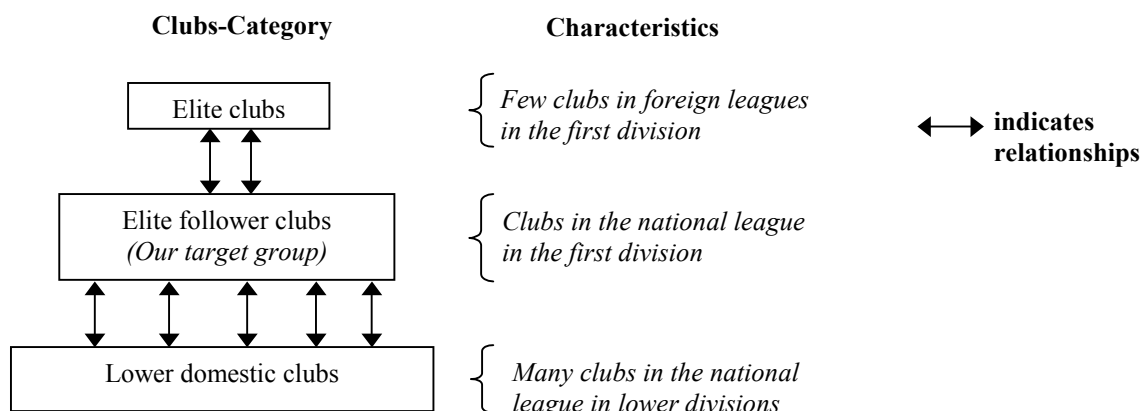 Clubs-Category
Characteristics
Elite clubs
Few clubs in foreign leagues
in the first division
indicates
relationships
Elite follower clubs
(Our target group)
Clubs in the national league
in the first division
Lower domestic clubs
Many clubs in the national
league in lower divisions